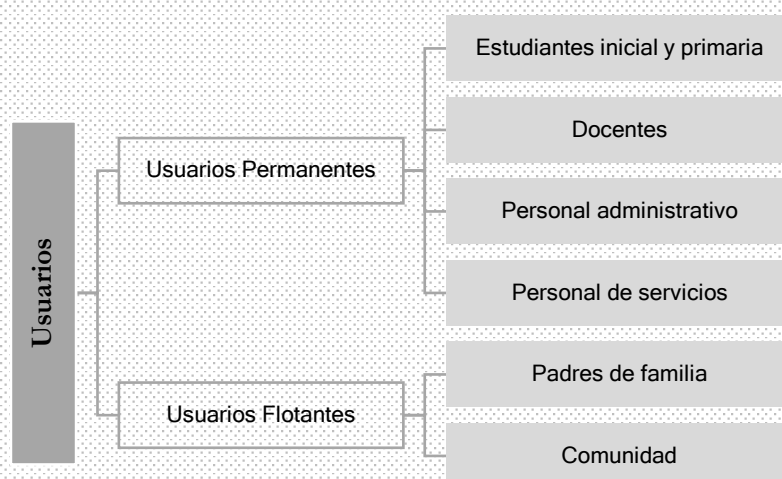 Usuarios
Usuarios Permanentes
Estudiantes inicial y primaria
Docentes
Personal administrativo
Personal de servicios
Usuarios Flotantes
Padres de familia
Comunidad